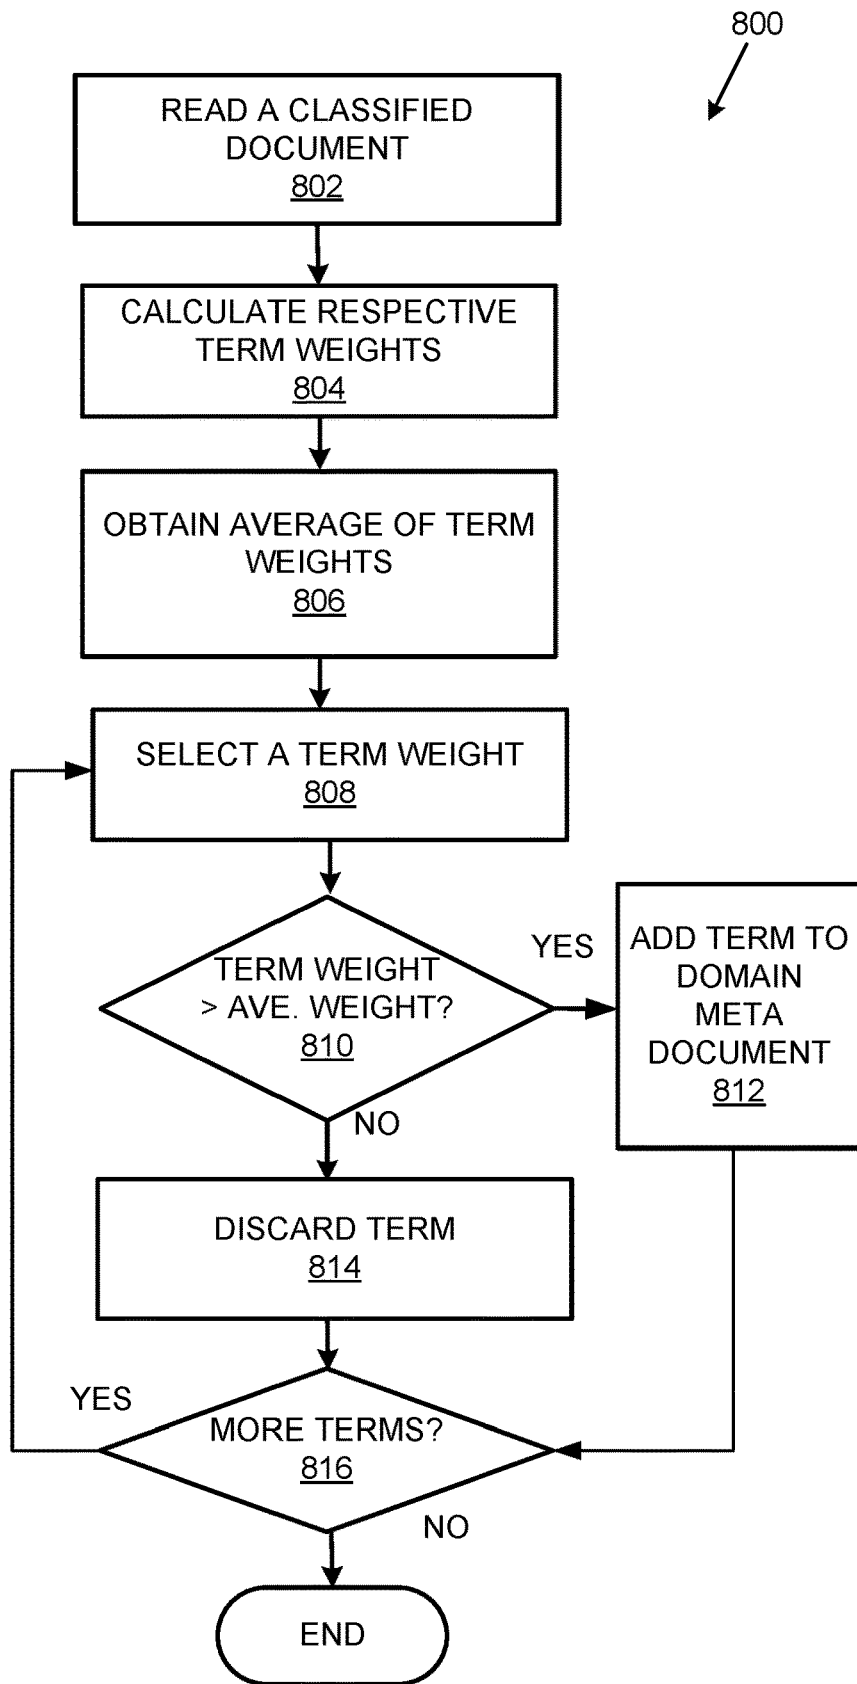 800
READ A CLASSIFIED
DOCUMENT
802
CALCULATE RESPECTIVE
TERM WEIGHTS
804
OBTAIN AVERAGE OF TERM
WEIGHTS
806
SELECT A TERM WEIGHT
808
TERM WEIGHT
> AVE. WEIGHT?
810
YES
ADD TERM TO
DOMAIN
META
DOCUMENT
812
NO
DISCARD TERM
814
YES
MORE TERMS?
816
NO
END